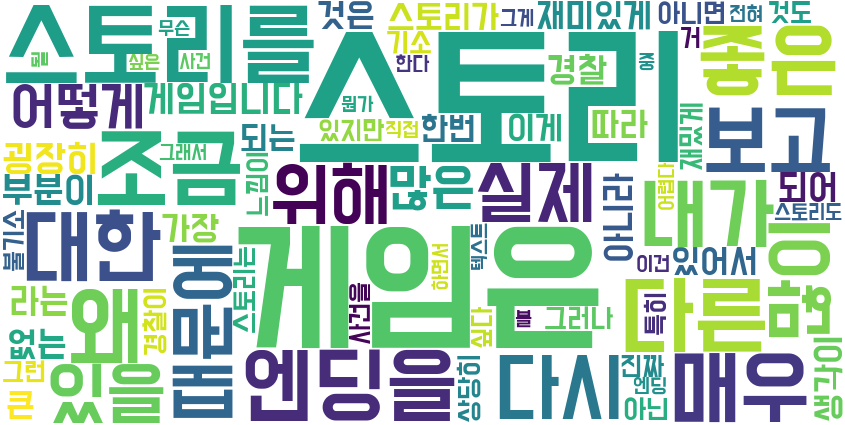 스토리를
무슨
될
싶은
사건
것은
스토리가
그게
재미있게
아니면
전혀
것도
기소
한다
거
중
좋은
스토리
경찰
어떻게
게임입니다
뭔가
조금
그래서
되는
있지만
직접
한번
이게
따라
재밌게
보고
굉장히
부분이
느낌이
위해
많은
실제
어렵다
내가
되어
스토리도
대한
가장
불기소
아니라
이런
게임은
텍스트
하면서
이건
있어서
왜
때문에
스토리는
라는
경찰이
사건을
싶다
블
그러나
다른
특히
없는
그런
큰
있을
엔딩을
상당히
다시
진짜
엔딩
아닌
매우
생각이